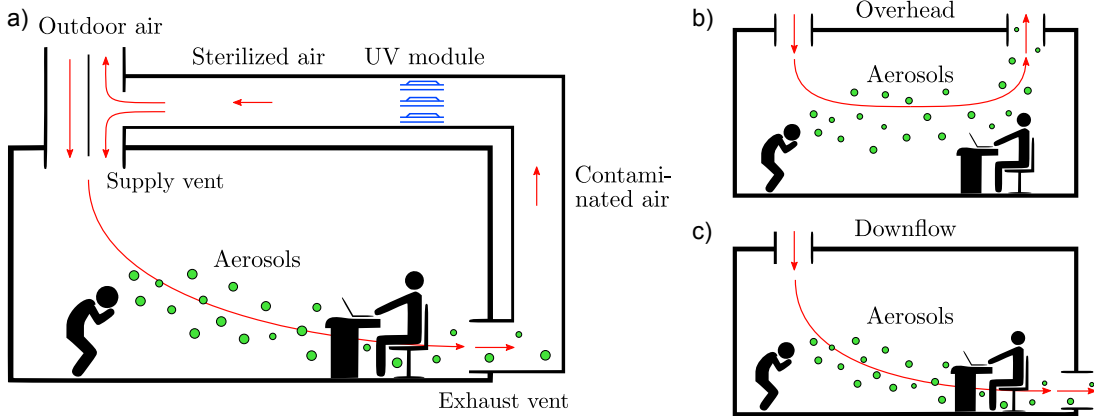 a)
Outdoor air
Sterilized air
UV module
Supply vent
Contami-
nated air
Aerosols
Exhaust vent
b)
Overhead
Aerosols
c)
Downflow
Aerosols